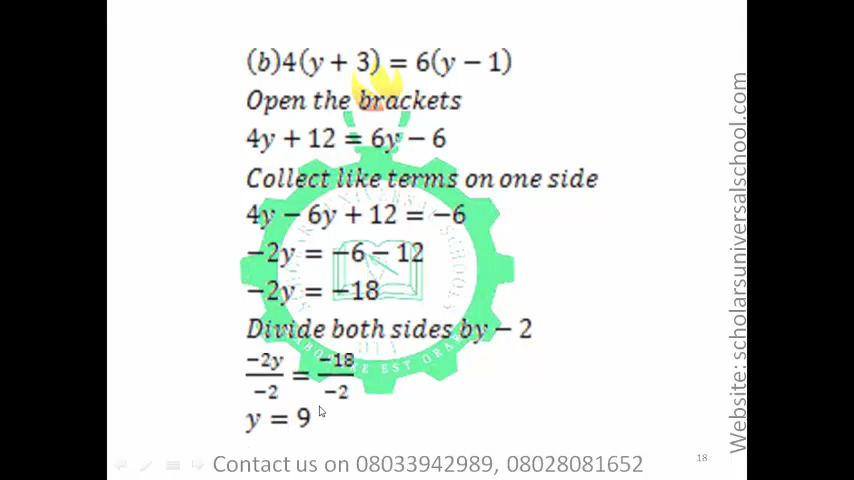 (b)4(y + 3) = 6(y − 1)
Open the brackets
4y + 12 = 6y − 6
Collect like terms on one side
4y − 6y + 12 = −6
−2y = −6 − 12
−2y = −18
Divide both sides by − 2
−2y/−2 = −18/−2
y = 9
Contact us on 08033942989, 08028081652
18
Website: scholarsuniversalschool.com